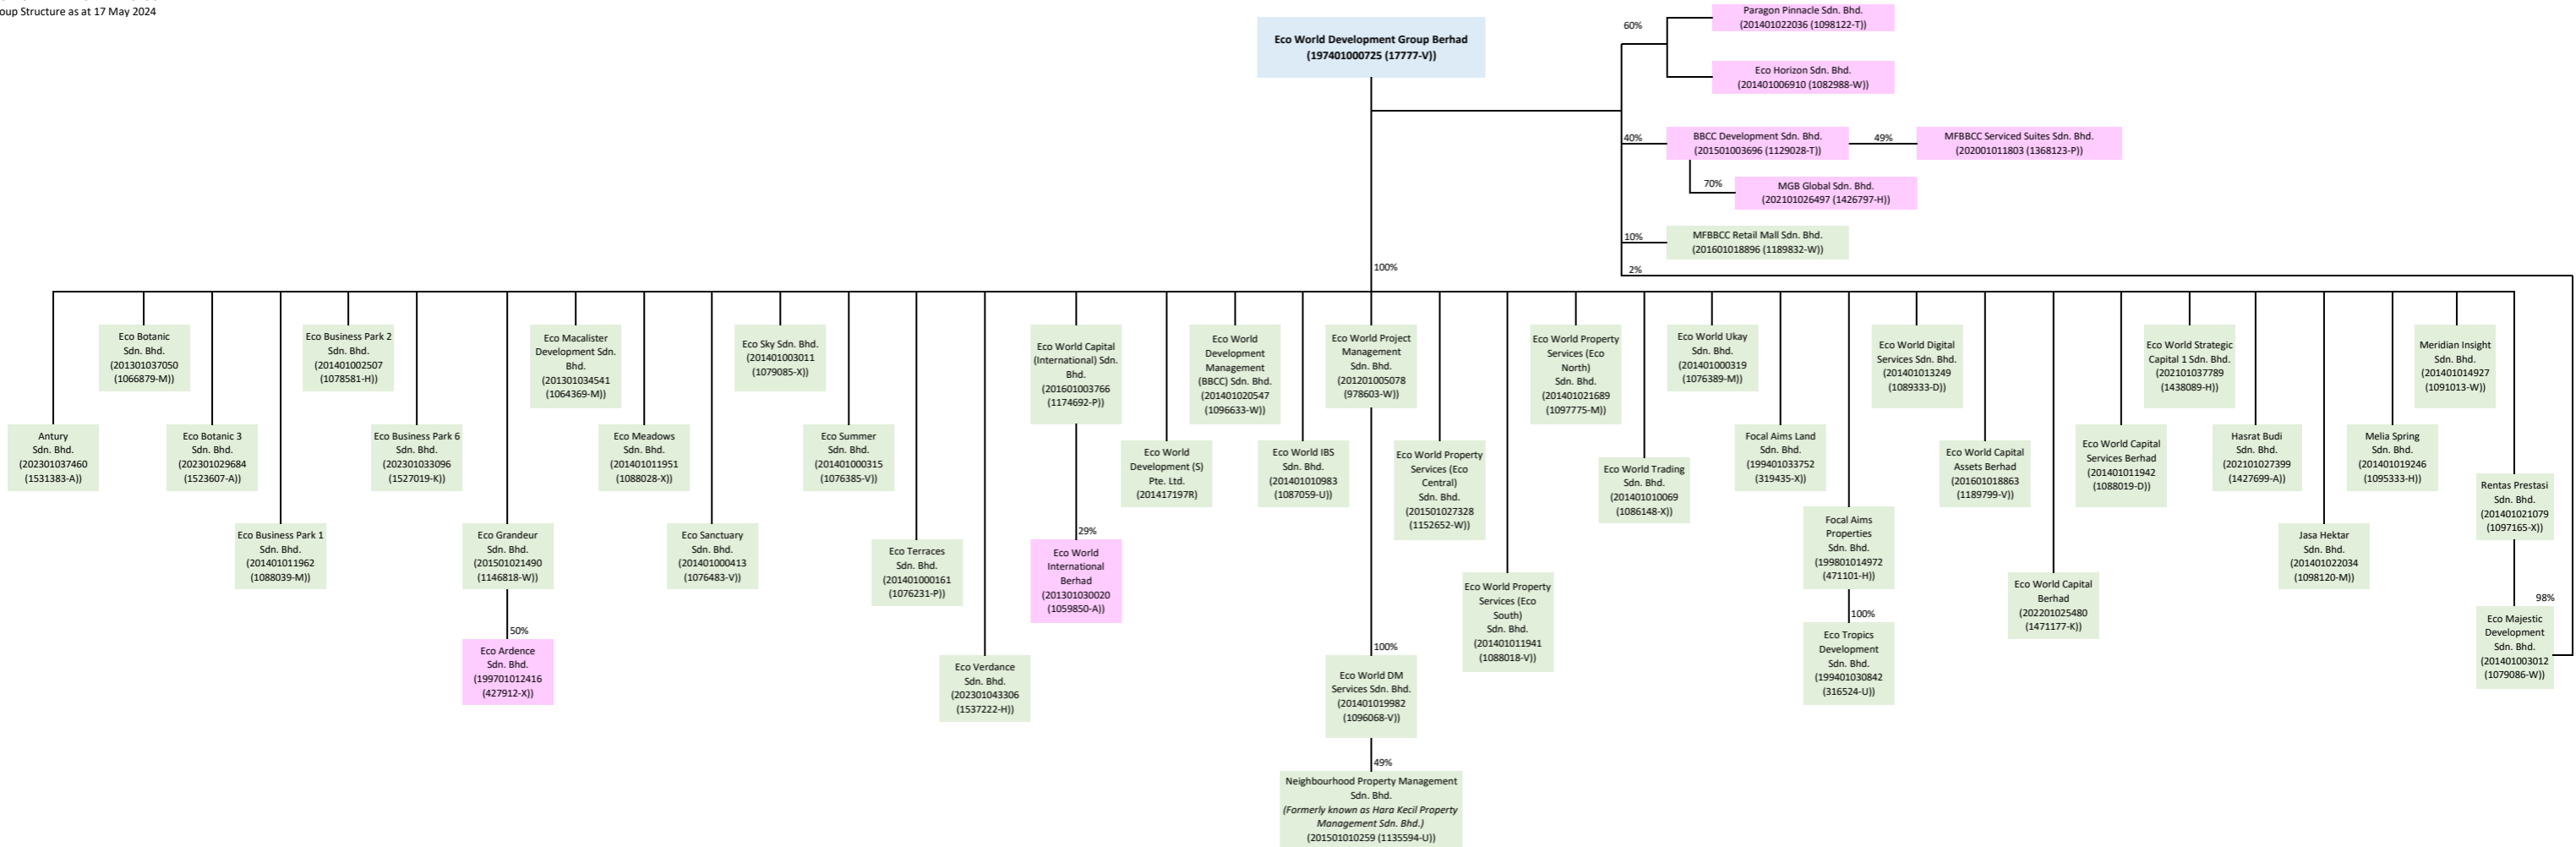 oup Structure as at 17 May 2024
Eco World Development Group Berhad
(197401000725 (17777-V))
60%
Paragon Pinnacle Sdn. Bhd.
(201401022036 (1098122-T))
Eco Horizon Sdn. Bhd.
(201401006910 (1082988-W))
40%
BBCC Development Sdn. Bhd.
(201501003696 (1129028-T))
49%
MFBBCC Serviced Suites Sdn. Bhd.
(202001011803 (1368123-P))
70%
MGB Global Sdn. Bhd.
(202101026497 (1426797-H))
10%
MFBBCC Retail Mall Sdn. Bhd.
(201601018896 (1189832-W))
2%
100%
Antury
Sdn. Bhd.
(202301037460
(1531383-A))
Eco Botanic
Sdn. Bhd.
(201301037050
(1066879-M))
Eco Botanic 3
Sdn. Bhd.
(202301029684
(1523607-A))
Eco Business Park 1
Sdn. Bhd.
(201401011962
(1088039-M))
Eco Business Park 2
Sdn. Bhd.
(201401002507
(1078581-H))
Eco Business Park 6
Sdn. Bhd.
(202301033096
(1527019-K))
Eco Grandeur
Sdn. Bhd.
(201501021490
(1146818-W))
50%
Eco Ardence
Sdn. Bhd.
(199701012416
(427912-X))
Eco Macalister
Development Sdn.
Bhd.
(201301034541
(1064369-M))
Eco Meadows
Sdn. Bhd.
(201401011951
(1088028-X))
Eco Sanctuary
Sdn. Bhd.
(201401000413
(1076483-V))
Eco Sky Sdn. Bhd.
(201401003011
(1079085-X))
Eco Summer
Sdn. Bhd.
(201401000315
(1076385-V))
Eco Terraces
Sdn. Bhd.
(201401000161
(1076231-P))
Eco Verdance
Sdn. Bhd.
(202301043306
(1537222-H))
Eco World Capital
(International) Sdn.
Bhd.
(201601003766
(1174692-P))
29%
Eco World
International
Berhad
(201301030020
(1059850-A))
Eco World
Development (S)
Pte. Ltd.
(201417197R)
Eco World
Development
Management
(BBCC) Sdn. Bhd.
(201401020547
(1096633-W))
Eco World IBS
Sdn. Bhd.
(201401010983
(1087059-U))
Eco World Project
Management
Sdn. Bhd.
(201201005078
(978603-W))
100%
Eco World DM
Services Sdn. Bhd.
(201401019982
(1096068-V))
49%
Neighbourhood Property Management
Sdn. Bhd.
(Formerly known as Hara Kecil Property
Management Sdn. Bhd.)
(201501010259 (1135594-U))
Eco World Property
Services (Eco
Central)
Sdn. Bhd.
(201501027328
(1152652-W))
Eco World Property
Services (Eco
South)
Sdn. Bhd.
(201401011941
(1088018-V))
Eco World Property
Services (Eco
North)
Sdn. Bhd.
(201401021689
(1097775-M))
Eco World Trading
Sdn. Bhd.
(201401010069
(1086148-X))
Eco World Ukay
Sdn. Bhd.
(201401000319
(1076389-M))
Focal Aims Land
Sdn. Bhd.
(199401033752
(319435-X))
Focal Aims
Properties
Sdn. Bhd.
(199801014972
(471101-H))
100%
Eco Tropics
Development
Sdn. Bhd.
(199401030842
(316524-U))
Eco World Digital
Services Sdn. Bhd.
(201401013249
(1089333-D))
Eco World Capital
Assets Berhad
(201601018863
(1189799-V))
Eco World Capital
Berhad
(202201025480
(1471177-K))
Eco World Capital
Services Berhad
(201401011942
(1088019-D))
Eco World Strategic
Capital 1 Sdn. Bhd.
(202101037789
(1438089-H))
Hasrat Budi
Sdn. Bhd.
(202101027399
(1427699-A))
Jasa Hektar
Sdn. Bhd.
(201401022034
(1098120-M))
Melia Spring
Sdn. Bhd.
(201401019246
(1095333-H))
Meridian Insight
Sdn. Bhd.
(201401014927
(1091013-W))
Rentas Prestasi
Sdn. Bhd.
(201401021079
(1097165-X))
98%
Eco Majestic
Development
Sdn. Bhd.
(201401003012
(1079086-W))